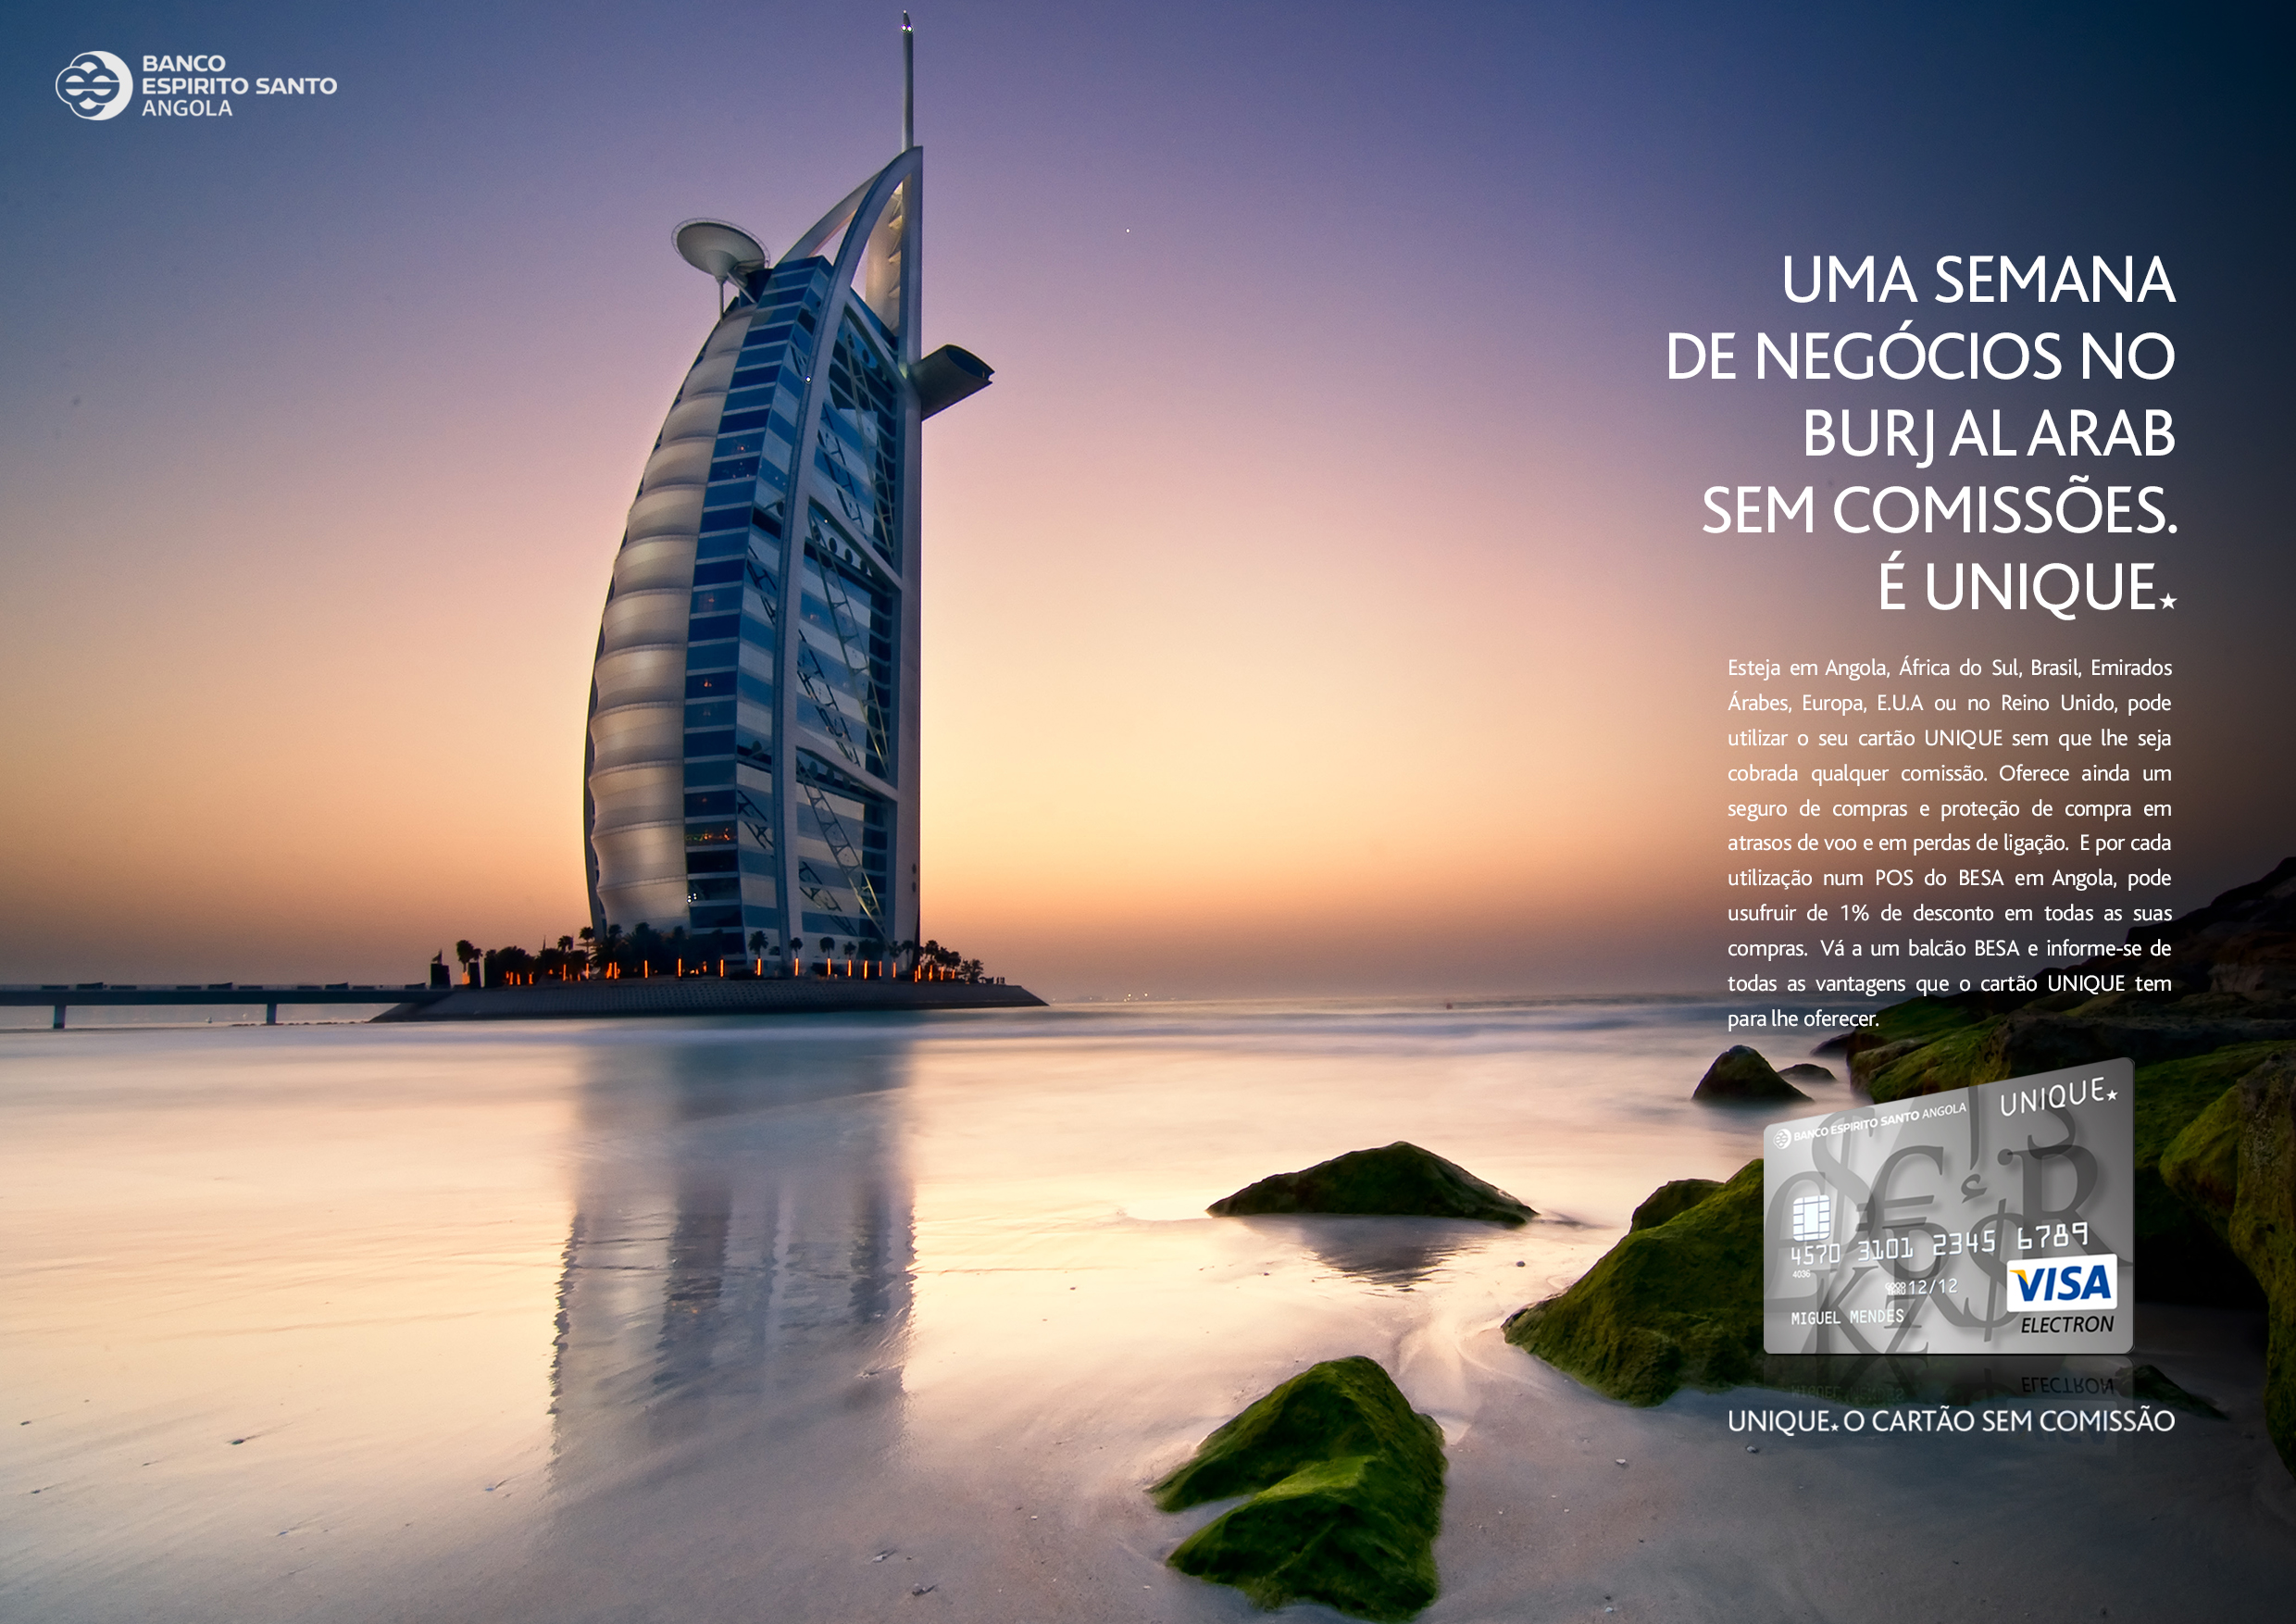 BANCO
ESPIRITO SANTO
ANGOLA
UMA SEMANA
DE NEGÓCIOS NO
BURJ AL ARAB
SEM COMISSÕES.
É UNIQUE★
Esteja em Angola, África do Sul, Brasil, Emirados
Árabes, Europa, E.U.A ou no Reino Unido, pode
utilizar o seu cartão UNIQUE sem que lhe seja
cobrada qualquer comissão. Oferece ainda um
seguro de compras e proteção de compra em
atrasos de voo e em perdas de ligação. E por cada
utilização num POS do BESA em Angola, pode
usufruir de 1% de desconto em todas as suas
compras. Vá a um balcão BESA e informe-se de
todas as vantagens que o cartão UNIQUE tem
para lhe oferecer.
UNIQUE★
BANCO ESPIRITO SANTO ANGOLA
4570 3101 2345 6789
4036
12/12
MIGUEL MENDES
VISA
ELECTRON
UNIQUE★ O CARTÃO SEM COMISSÃO